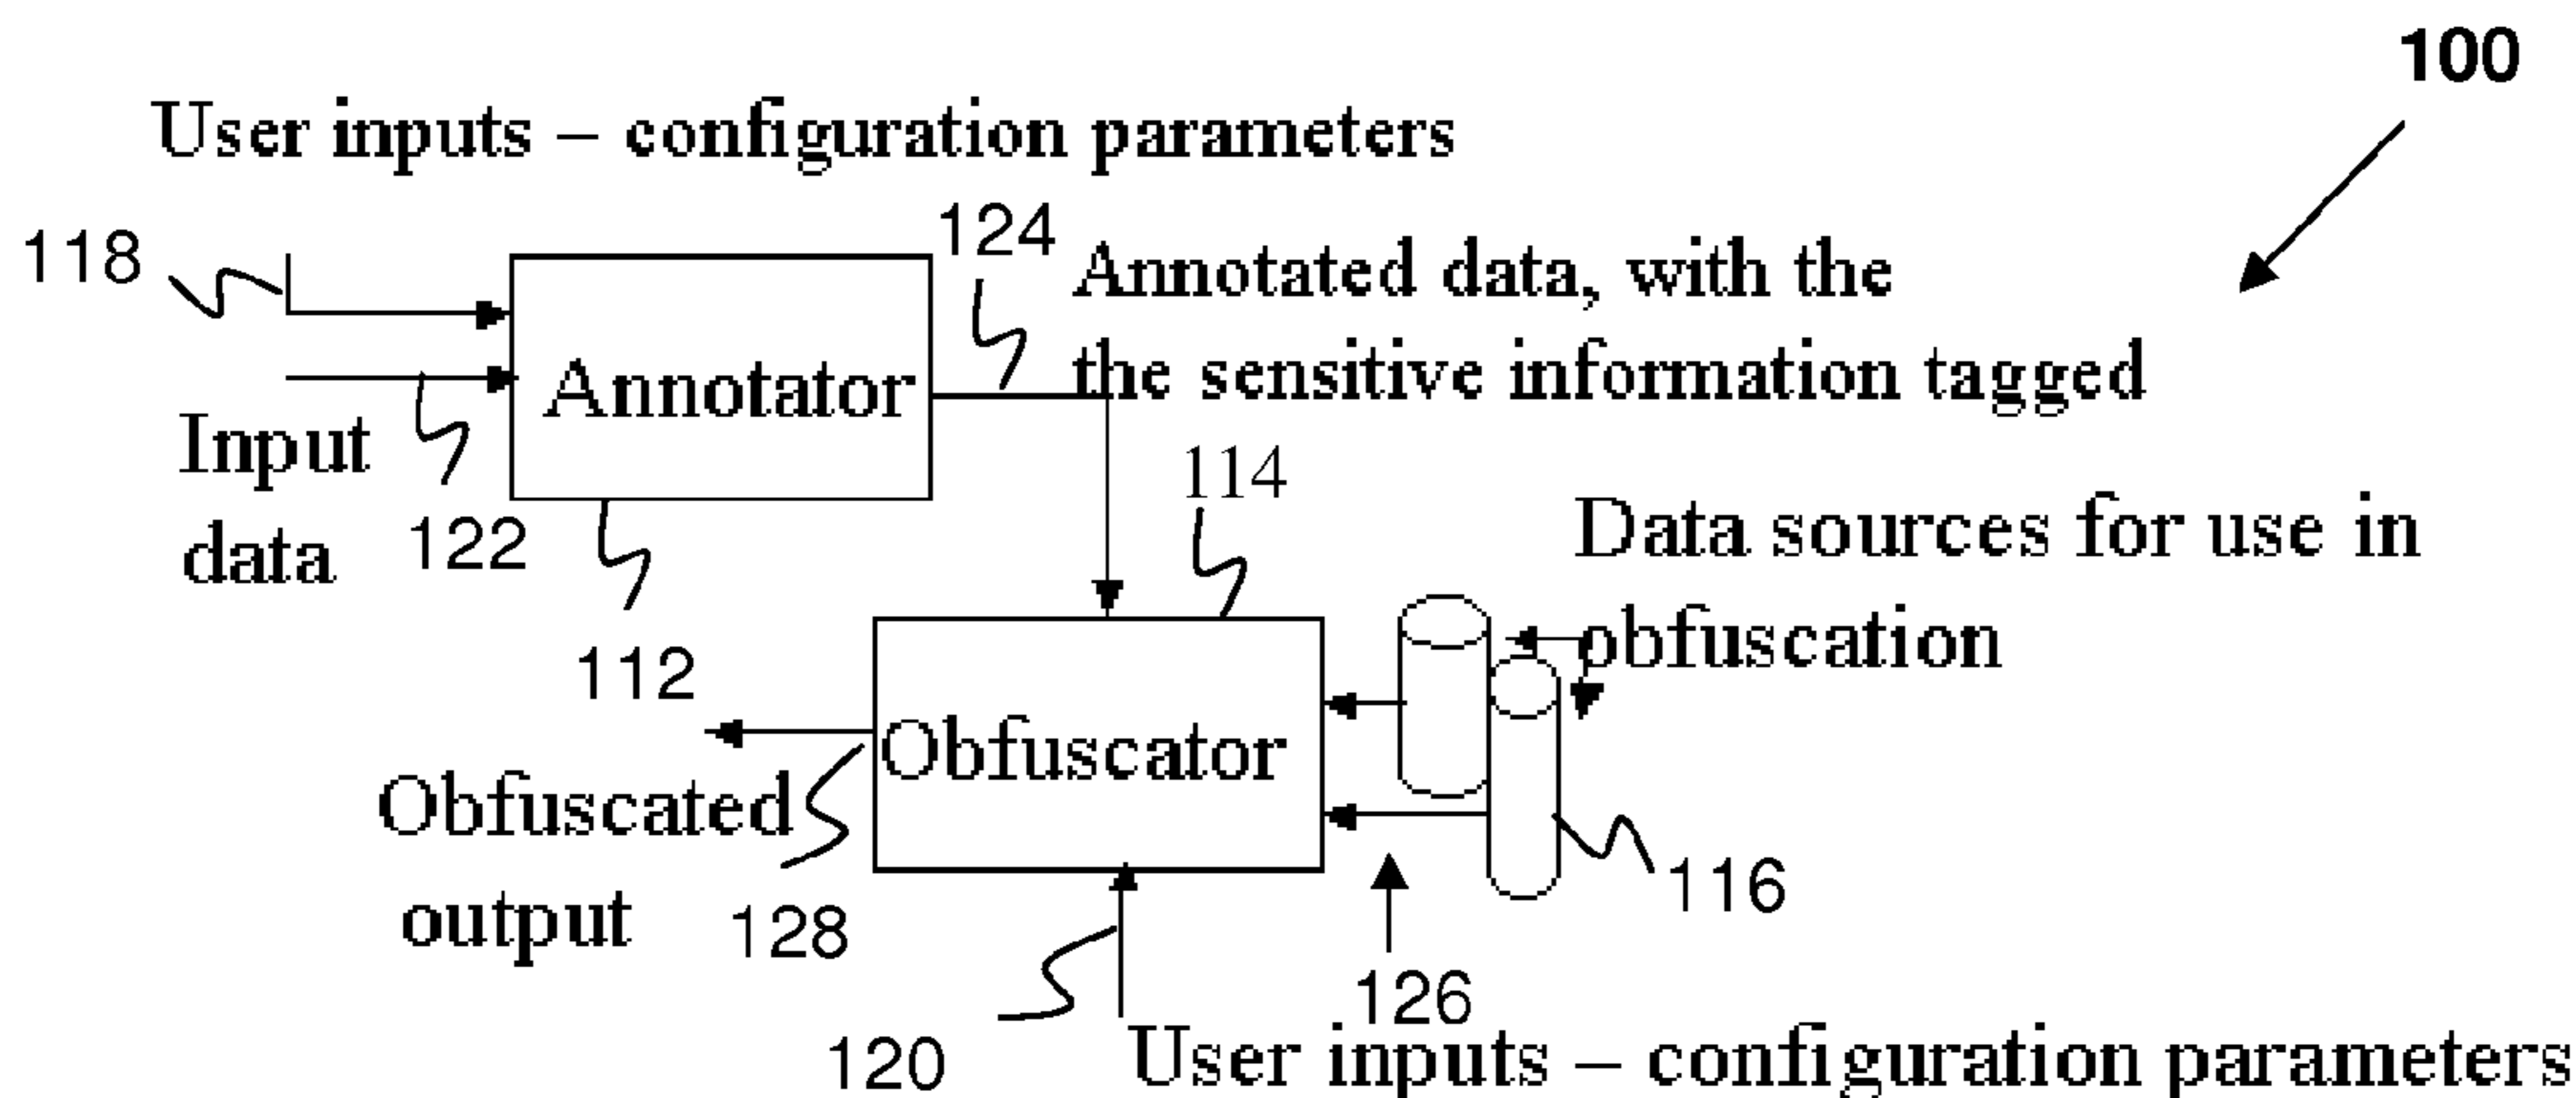 100
User inputs – configuration parameters
118
124
Annotated data, with the
the sensitive information tagged
Annotator
Input
data
122
112
114
Data sources for use in
obfuscation
Obfuscator
Obfuscated
output
128
116
126
120
User inputs – configuration parameters